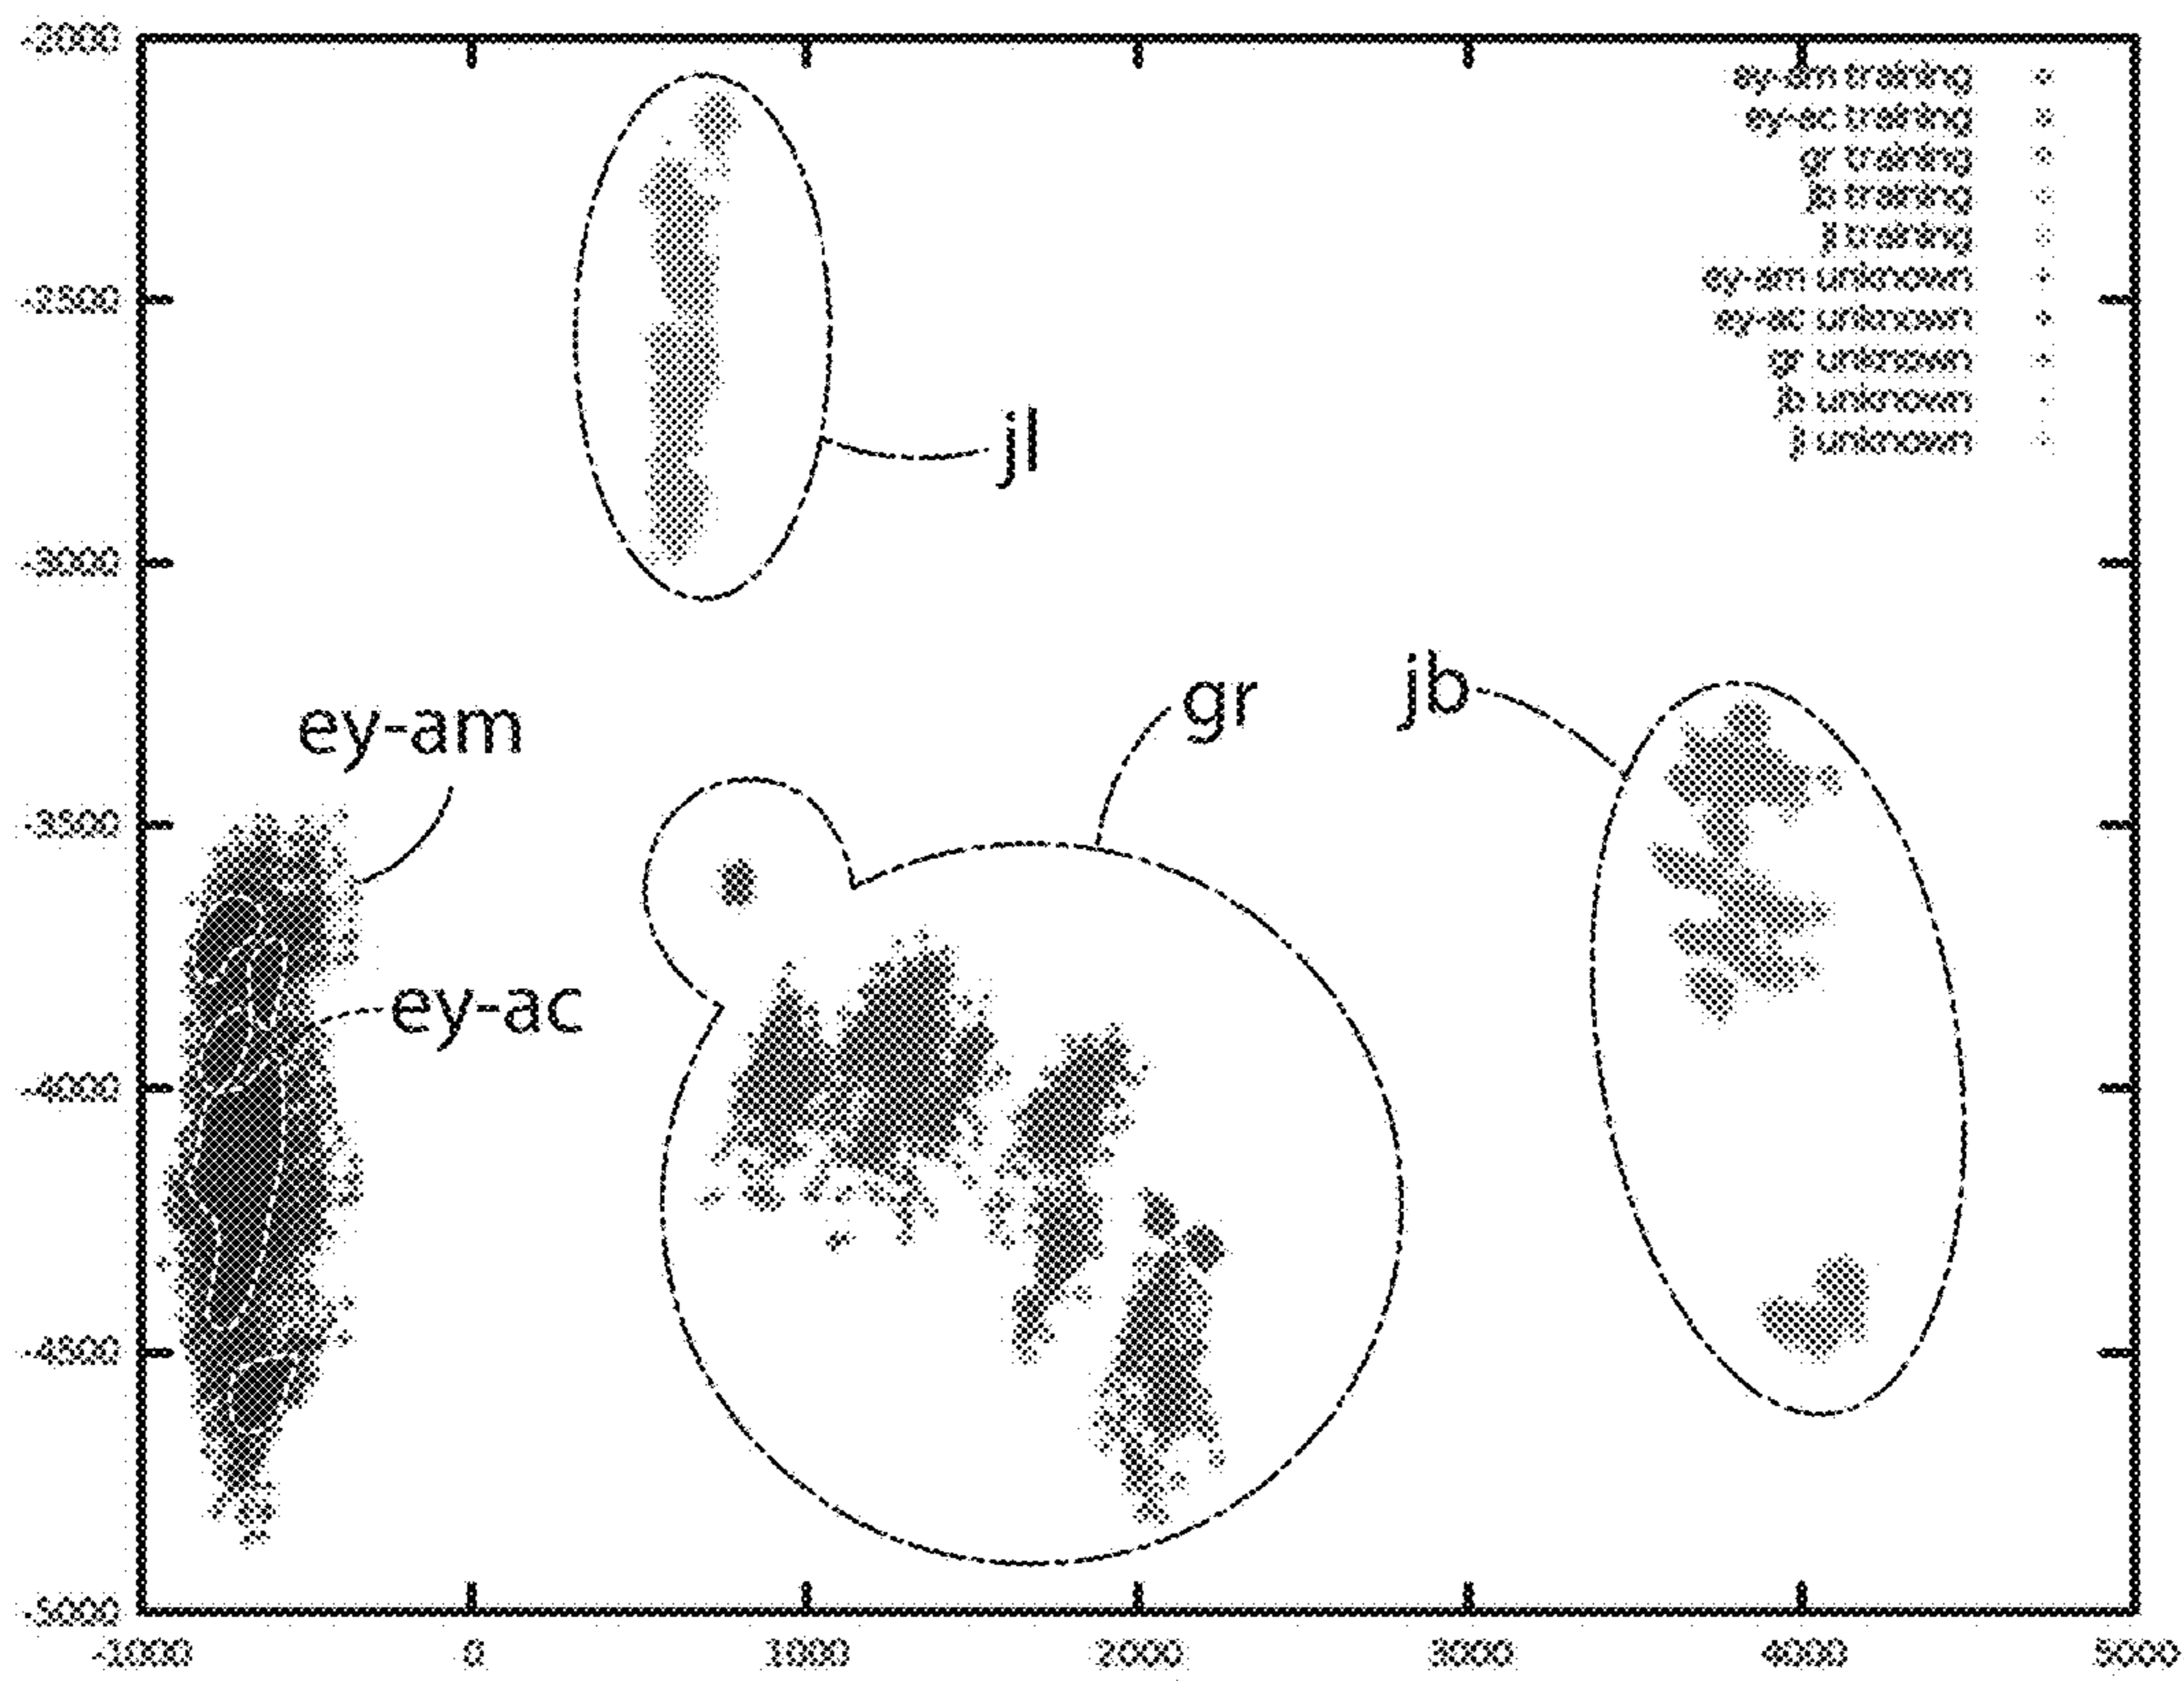 -2000
ey-am training
ey-ac training
gr training
jb training
jl training
-2500
ey-am unknown
ey-ac unknown
gr unknown
jb unknown
jl unknown
jl
-3000
ey-am
gr
jb
-3500
ey-ac
-4000
-4500
-5000
-1000 0 1000 2000 3000 4000 5000